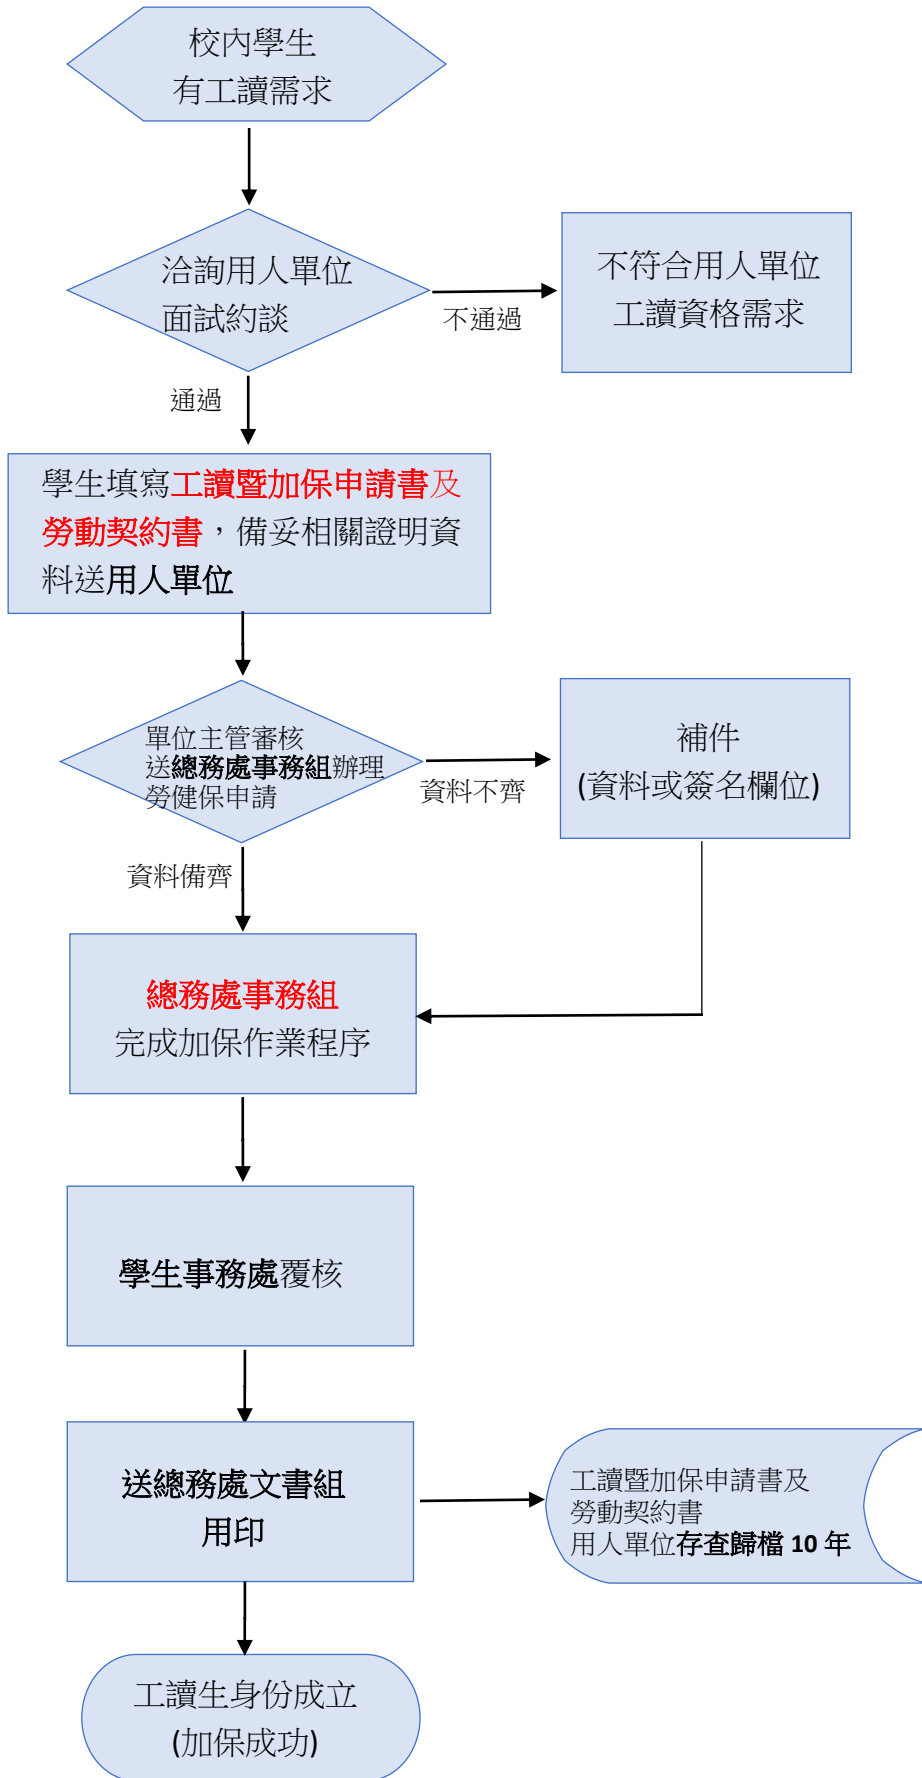 校內學生
有工讀需求
洽詢用人單位
面試約談
不通過
不符合用人單位
工讀資格需求
通過
學生填寫工讀暨加保申請書及
勞動契約書，備妥相關證明資
料送用人單位
單位主管審核
送總務處事務組辦理
勞健保申請
資料不齊
補件
(資料或簽名欄位)
資料備齊
總務處事務組
完成加保作業程序
學生事務處覆核
送總務處文書組
用印
工讀暨加保申請書及
勞動契約書
用人單位存查歸檔 10 年
工讀生身份成立
(加保成功)